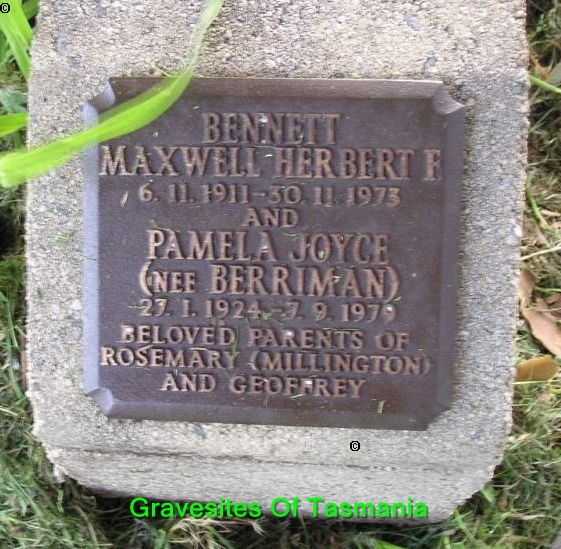 ©
©
BENNETT
MAXWELL HERBERT F.
6. 11. 1911 - 30. 11. 1973
AND
PAMELA JOYCE
(NEE BERRIMAN)
27. 1. 1924 - 7. 9. 1979
BELOVED PARENTS OF
ROSEMARY (MILLINGTON)
AND GEOFFREY
©
Gravesites Of Tasmania